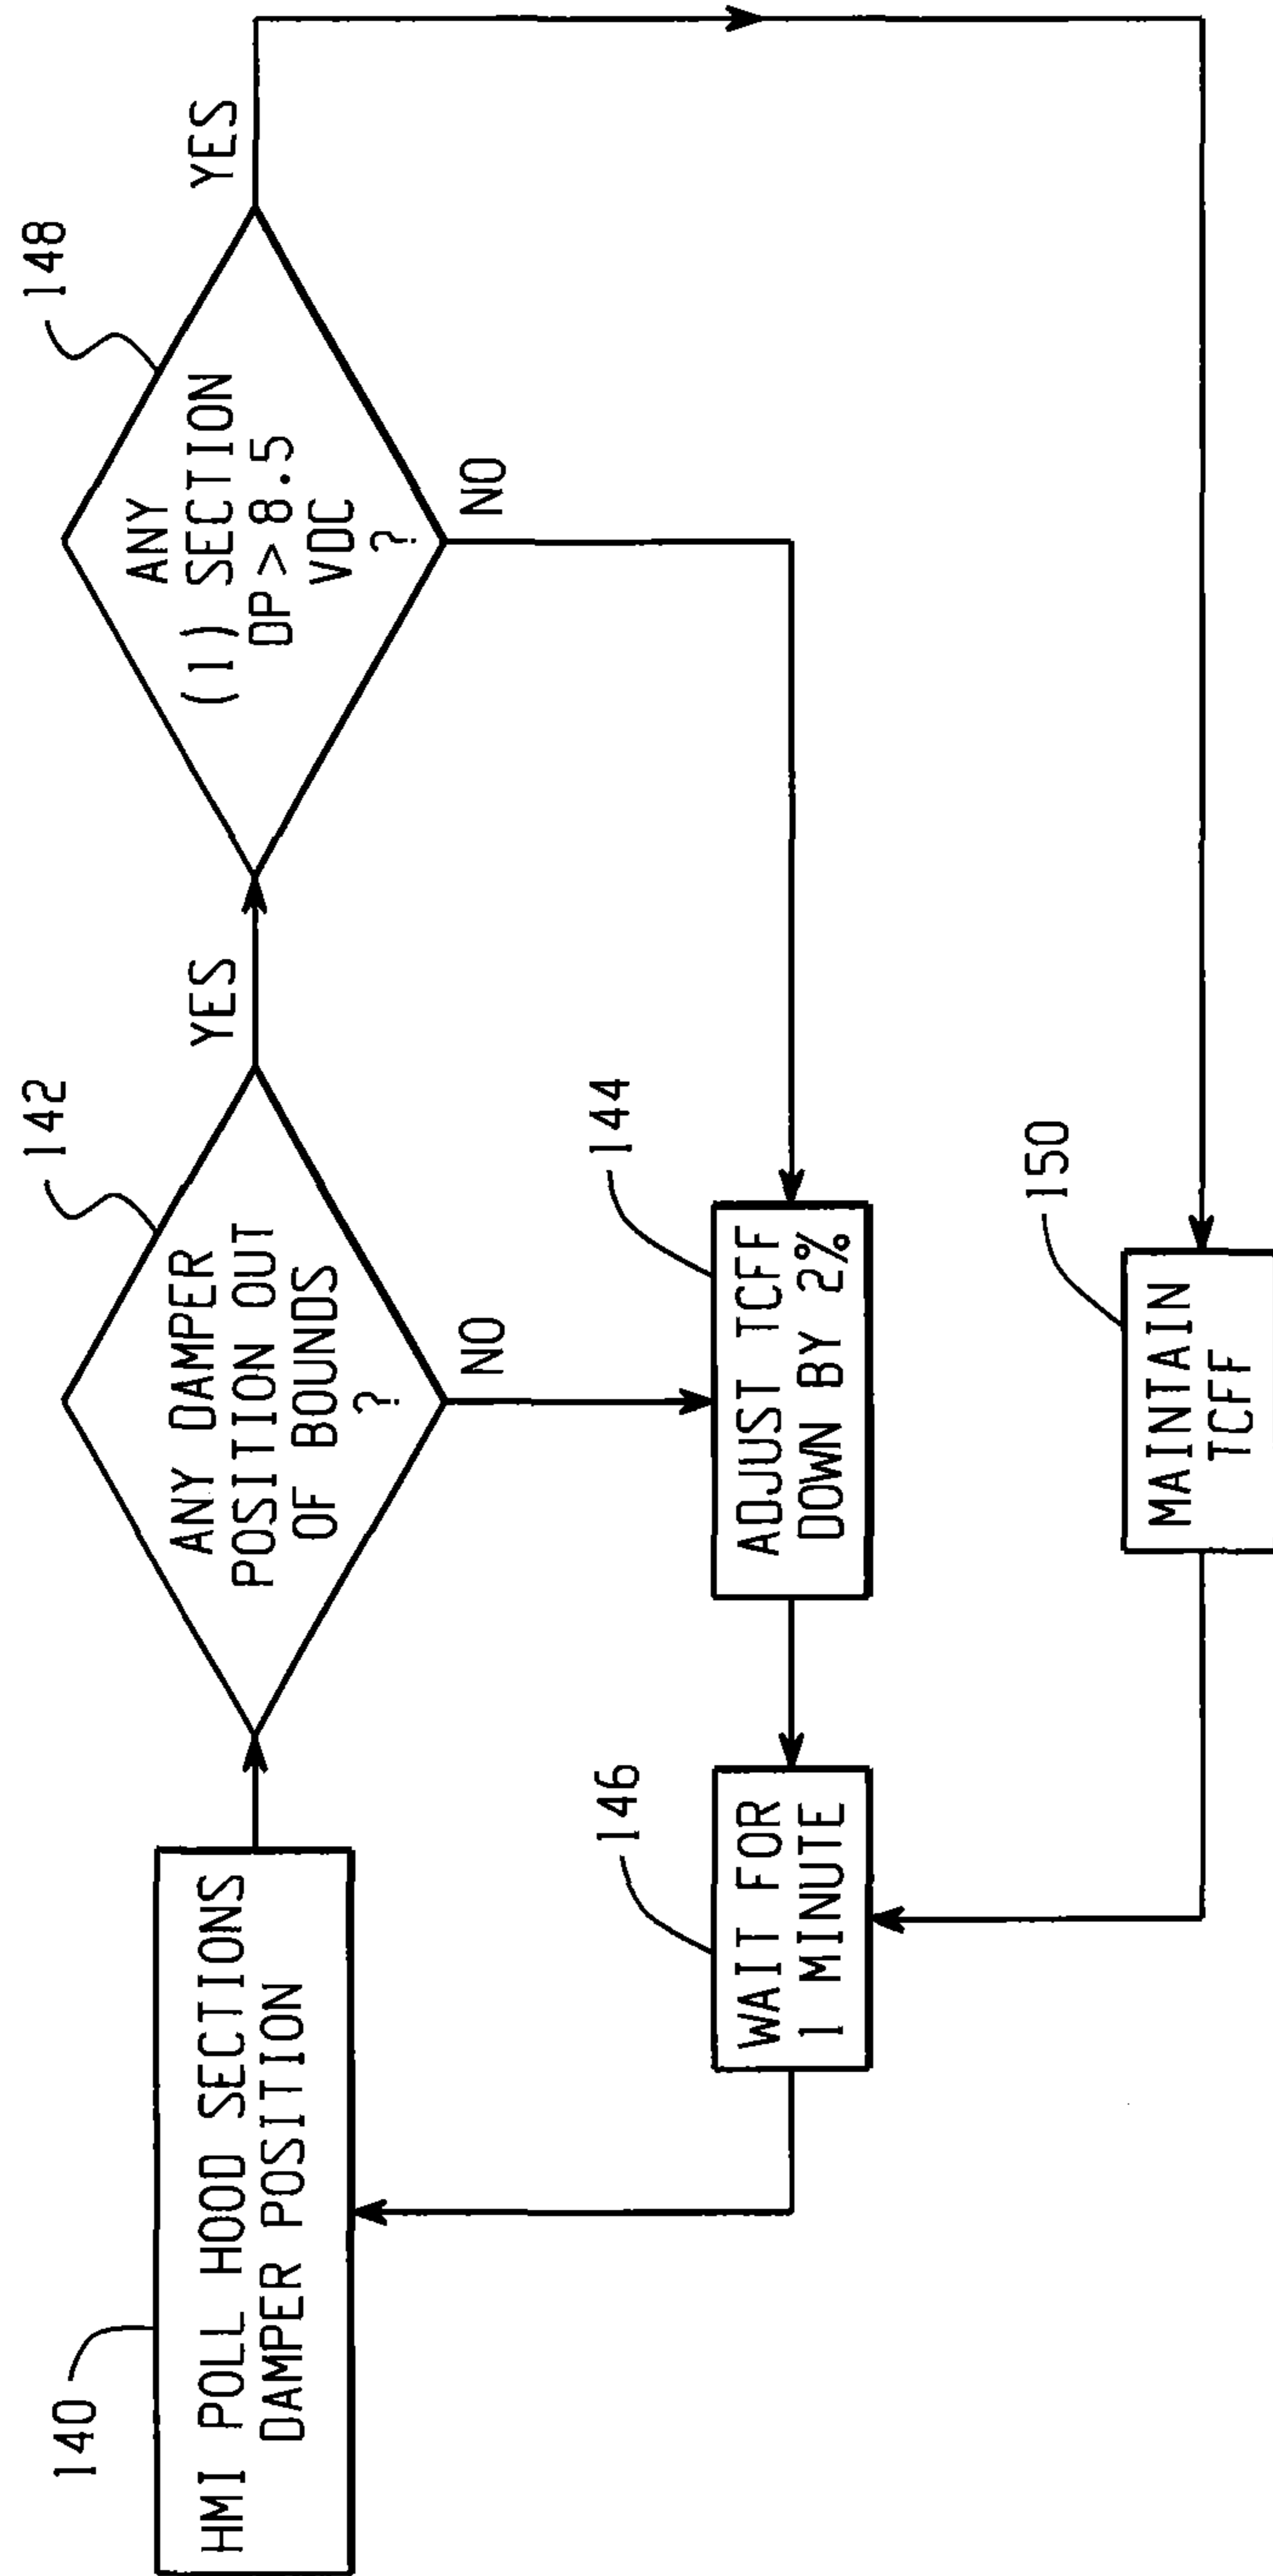 140
HMI POLL HOOD SECTIONS
DAMPER POSITION
142
ANY DAMPER
POSITION OUT
OF BOUNDS
?
YES
NO
148
ANY
(1) SECTION
DP > 8.5
VDC
?
YES
NO
144
ADJUST TCFF
DOWN BY 2%
146
WAIT FOR
1 MINUTE
150
MAINTAIN
TCFF